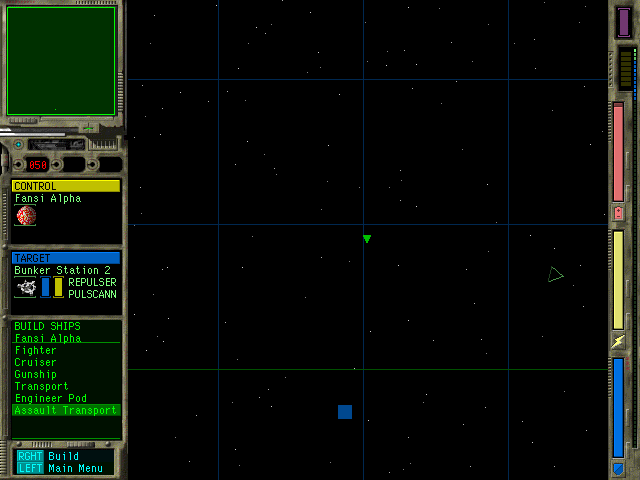 050
CONTROL
Fansi Alpha
TARGET
Bunker Station 2
REPULSER
PULSCANN
BUILD SHIPS
Fansi Alpha
Fighter
Cruiser
Gunship
Transport
Engineer Pod
Assault Transport
RGHT Build
LEFT Main Menu